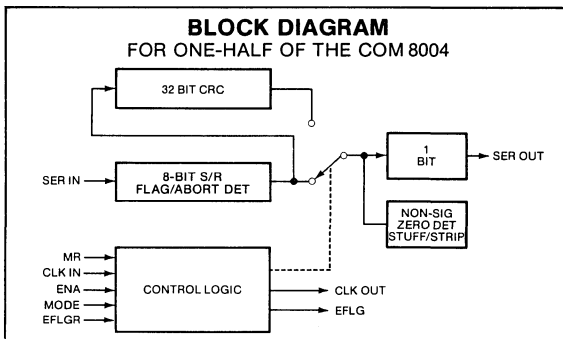 BLOCK DIAGRAM
FOR ONE-HALF OF THE COM 8004
32 BIT CRC
SER IN
8-BIT S/R
FLAG/ABORT DET
1
BIT
SER OUT
NON-SIG
ZERO DET
STUFF/STRIP
MR
CLK IN
ENA
MODE
EFLGR
CONTROL LOGIC
CLK OUT
EFLG